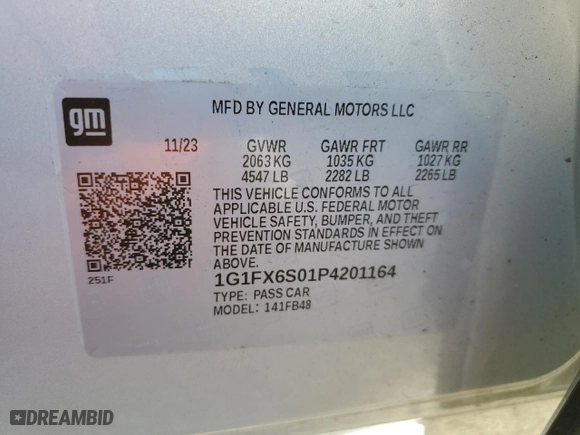 gm
MFD BY GENERAL MOTORS LLC
11/23 GVWR GAWR FRT GAWR RR
2063 KG 1035 KG 1027 KG
4547 LB 2282 LB 2265 LB
THIS VEHICLE CONFORMS TO ALL
APPLICABLE U.S. FEDERAL MOTOR
VEHICLE SAFETY, BUMPER, AND THEFT
PREVENTION STANDARDS IN EFFECT ON
THE DATE OF MANUFACTURE SHOWN
ABOVE.
251F
1G1FX6S01P4201164
TYPE: PASS CAR
MODEL: 141FB48
DREAMBID